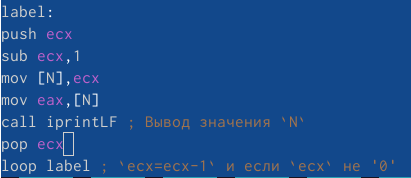 label:
push ecx
sub ecx,1
mov [N],ecx
mov eax,[N]
call iprintLF ; Вывод значения `N`
pop ecx
loop label ; `ecx=ecx-1` и если `ecx` не '0'